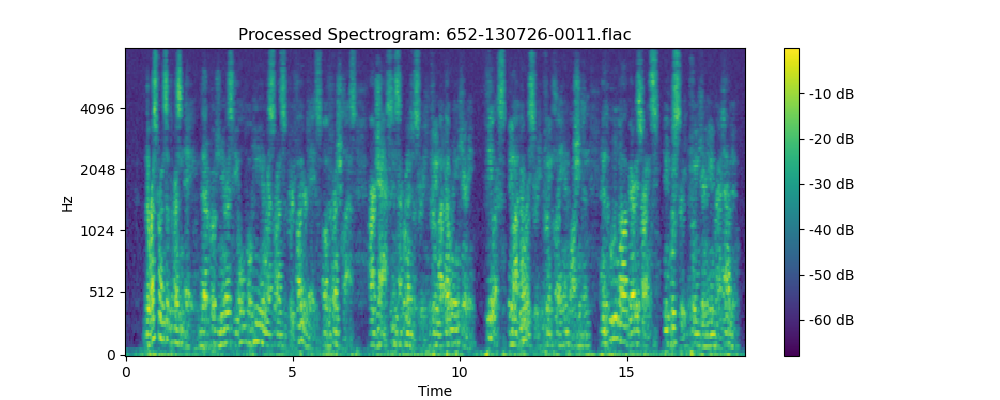 Processed Spectrogram: 652-130726-0011.flac
4096
2048
1024
512
0
Hz
0
5
10
15
Time
-10 dB
-20 dB
-30 dB
-40 dB
-50 dB
-60 dB